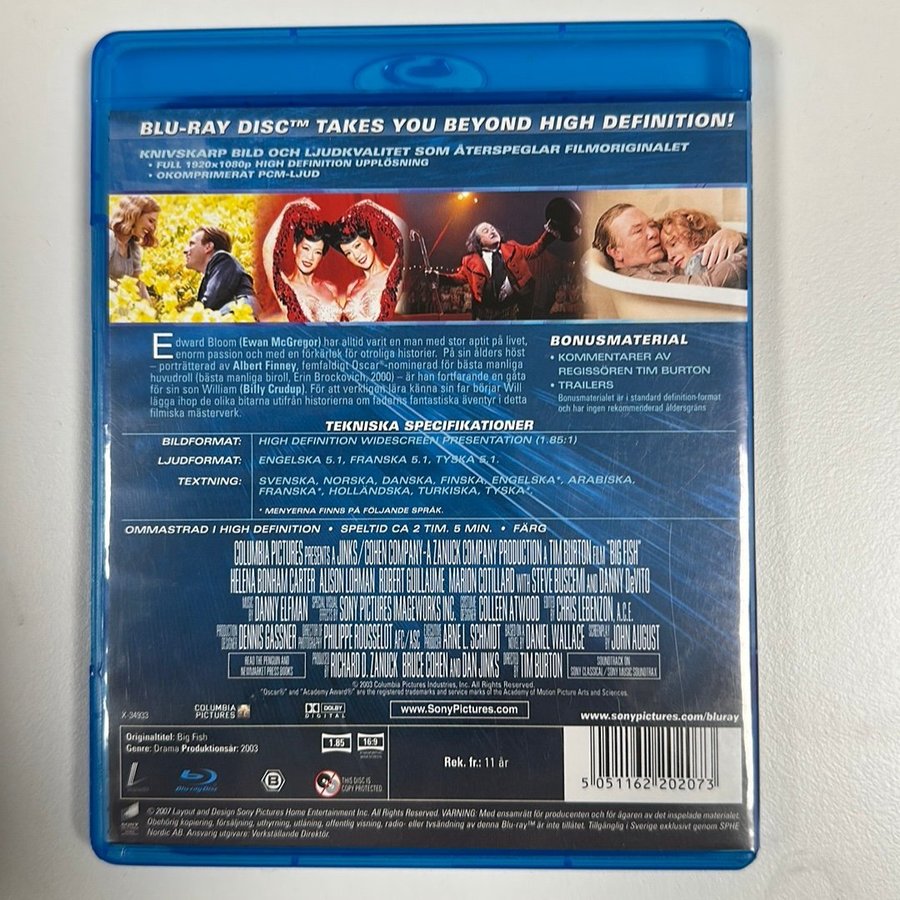 BLU-RAY DISC™ TAKES YOU BEYOND HIGH DEFINITION!
KNIVSKARP BILD OCH LJUDKVALITET SOM ÅTERSPEGLAR FILMORIGINALET
• FULL 1920x1080p HIGH DEFINITION UPPLÖSNING
• OKOMPRIMERAT PCM-LJUD
Edward Bloom (Ewan McGregor) har alltid varit en man med stor aptit på livet,
enorm passion och med en förkärlek för otroliga historier. På sin ålders höst
– porträtterad av Albert Finney, femfaldigt Oscar®-nominerad för bästa manliga
huvudroll (bästa manliga biroll, Erin Brockovich, 2000) – är han fortfarande en gåta
för sin son William (Billy Crudup). För att verkligen lära känna sin far börjar Will
lägga ihop de olika bitarna utifrån historierna om faderns fantastiska äventyr i detta
filmiska mästerverk.
BONUSMATERIAL
• KOMMENTARER AV
REGISSÖREN TIM BURTON
• TRAILERS
Bonusmaterialet är i standard definition-format
och har ingen rekommenderad åldersgräns
TEKNISKA SPECIFIKATIONER
BILDFORMAT: HIGH DEFINITION WIDESCREEN PRESENTATION (1.85:1)
LJUDFORMAT: ENGELSKA 5.1, FRANSKA 5.1, TYSKA 5.1.
TEXTNING: SVENSKA, NORSKA, DANSKA, FINSKA, ENGELSKA*, ARABISKA,
FRANSKA*, HOLLÄNDSKA, TURKISKA, TYSKA*.
* MENYERNA FINNS PÅ FÖLJANDE SPRÅK.
OMMASTRAD I HIGH DEFINITION • SPELTID CA 2 TIM. 5 MIN. • FÄRG
COLUMBIA PICTURES PRESENTS A JINKS/COHEN COMPANY-A ZANUCK COMPANY PRODUCTION A TIM BURTON FILM "BIG FISH"
HELENA BONHAM CARTER ALISON LOHMAN ROBERT GUILLAUME MARION COTILLARD WITH STEVE BUSCEMI AND DANNY DeVITO
MUSIC BY DANNY ELFMAN SPECIAL VISUAL EFFECTS BY SONY PICTURES IMAGEWORKS INC. COSTUME DESIGNER COLLEEN ATWOOD EDITED BY CHRIS LEBENZON, A.C.E.
PRODUCTION DESIGNER DENNIS GASSNER DIRECTOR OF PHOTOGRAPHY PHILIPPE ROUSSELOT AFC/ASC EXECUTIVE PRODUCER ARNE L. SCHMIDT BASED ON A NOVEL BY DANIEL WALLACE SCREENPLAY BY JOHN AUGUST
READ THE PENGUIN AND NEWMARKET PRESS BOOKS PRODUCED BY RICHARD D. ZANUCK BRUCE COHEN AND DAN JINKS DIRECTED BY TIM BURTON SOUNDTRACK ON SONY CLASSICAL / SONY MUSIC SOUNDTRAX
© 2003 Columbia Pictures Industries, Inc. All Rights Reserved.
"Oscar®" and "Academy Award®" are the registered trademarks and service marks of the Academy of Motion Picture Arts and Sciences.
X-34933
COLUMBIA PICTURES
DOLBY DIGITAL
www.SonyPictures.com
www.sonypictures.com/bluray
Originaltitel: Big Fish
Genre: Drama Produktionsår: 2003
1.85
16:9
Rek. fr.: 11 år
Blu-ray Disc
B
THIS DISC IS COPY PROTECTED
5 051162 202073
© 2007 Layout and Design Sony Pictures Home Entertainment Inc. All Rights Reserved. VARNING: Med ensamrätt för producenten och för ägaren av det inspelade materialet.
Obehörig kopiering, försäljning, uthyrning, utlåning, offentlig visning, radio- eller tvsändning av denna Blu-ray™ är inte tillåtet. Tillgänglig i Sverige exklusivt genom SPHE
Nordic AB. Ansvarig utgivare: Verkställande Direktör.